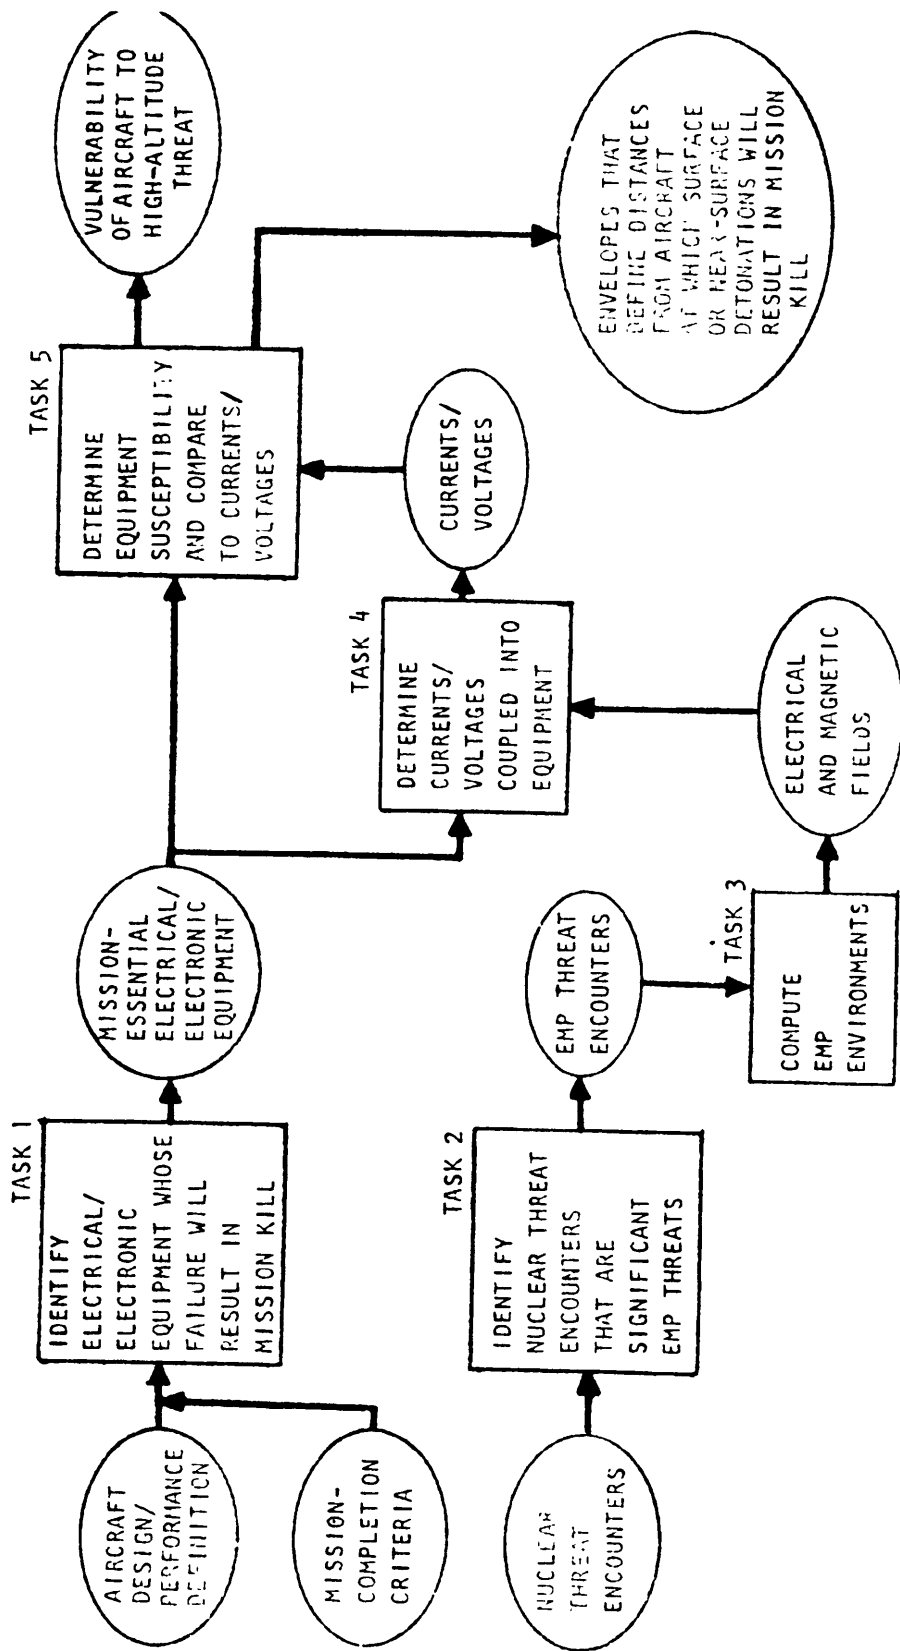 AIRCRAFT
DESIGN/
PERFORMANCE
DEFINITION
MISSION-
COMPLETION
CRITERIA
NUCLEAR
THREAT
ENCOUNTERS
TASK 1
IDENTIFY
ELECTRICAL/
ELECTRONIC
EQUIPMENT WHOSE
FAILURE WILL
RESULT IN
MISSION KILL
TASK 2
IDENTIFY
NUCLEAR THREAT
ENCOUNTERS
THAT ARE
SIGNIFICANT
EMP THREATS
MISSION-
ESSENTIAL
ELECTRICAL/
ELECTRONIC
EQUIPMENT
EMP THREAT
ENCOUNTERS
TASK 3
COMPUTE
EMP
ENVIRONMENTS
ELECTRICAL
AND MAGNETIC
FIELDS
TASK 4
DETERMINE
CURRENTS/
VOLTAGES
COUPLED INTO
EQUIPMENT
CURRENTS/
VOLTAGES
TASK 5
DETERMINE
EQUIPMENT
SUSCEPTIBILITY
AND COMPARE
TO CURRENTS/
VOLTAGES
VULNERABILITY
OF AIRCRAFT TO
HIGH-ALTITUDE
THREAT
ENVELOPES THAT
DEFINE DISTANCES
FROM AIRCRAFT
AT WHICH SURFACE
OR NEAR-SURFACE
DETONATIONS WILL
RESULT IN MISSION
KILL